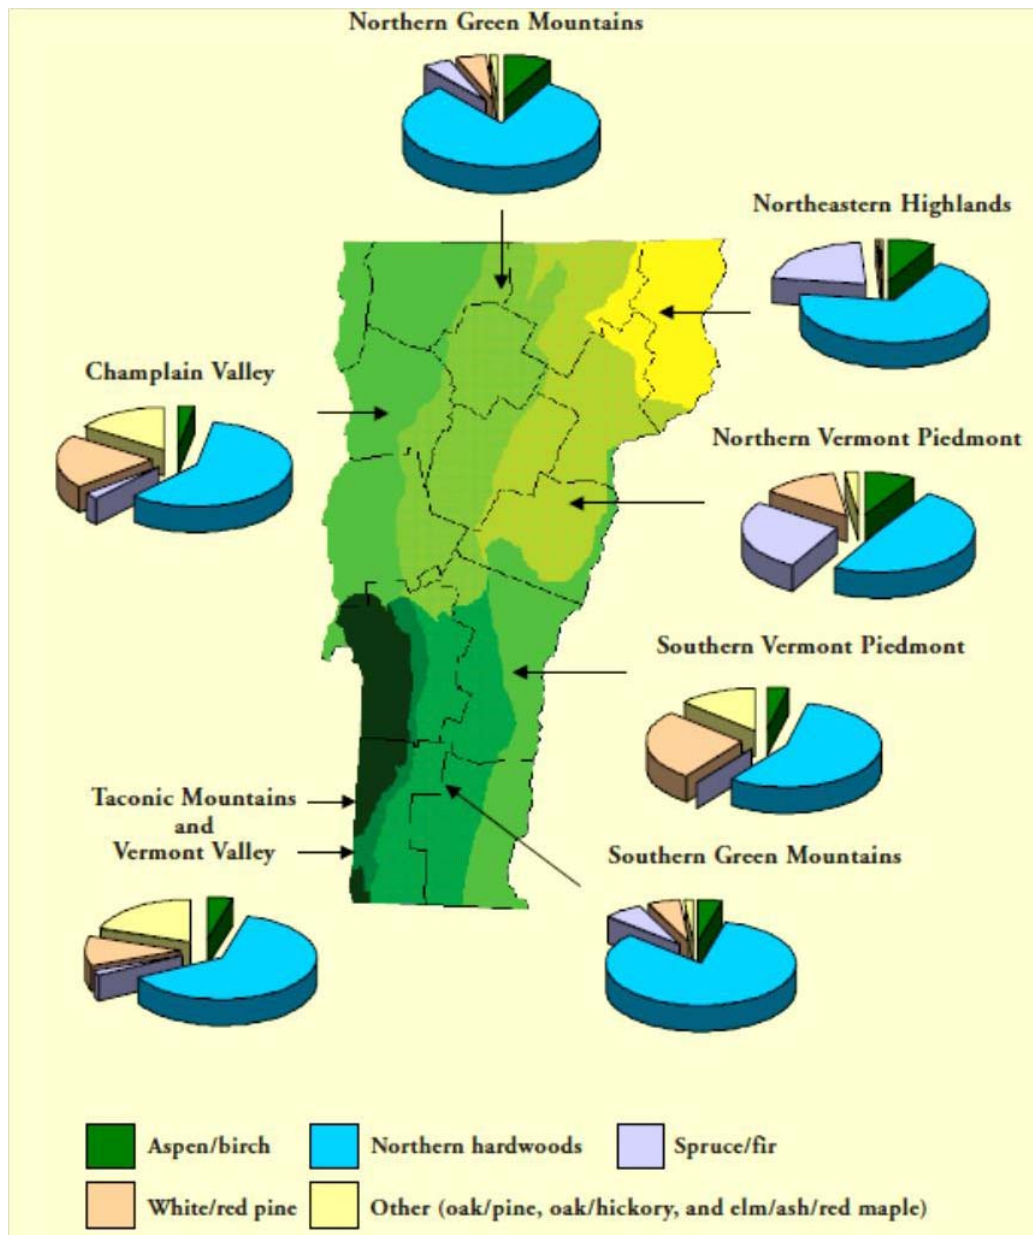 Northern Green Mountains
Northeastern Highlands
Champlain Valley
Northern Vermont Piedmont
Southern Vermont Piedmont
Taconic Mountains
and
Vermont Valley
Southern Green Mountains
Aspen/birch
Northern hardwoods
Spruce/fir
White/red pine
Other (oak/pine, oak/hickory, and elm/ash/red maple)